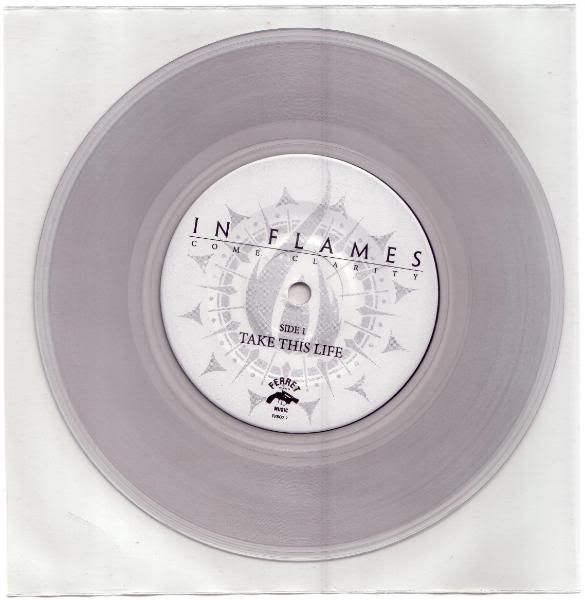 IN FLAMES
COME CLARITY
SIDE 1
TAKE THIS LIFE
FERRET
MUSIC